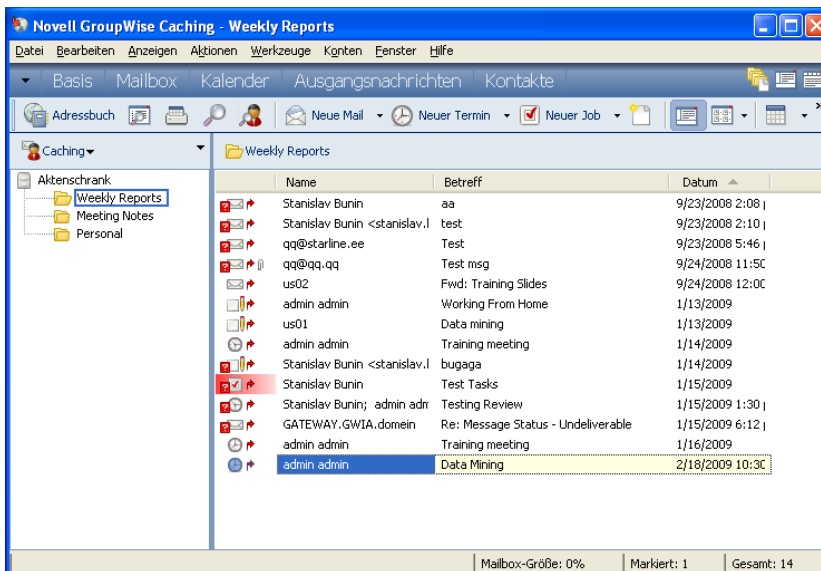 Novell GroupWise Caching - Weekly Reports
Datei Bearbeiten Anzeigen Aktionen Werkzeuge Konten Fenster Hilfe
Basis Mailbox Kalender Ausgangsnachrichten Kontakte
Adressbuch Neue Mail Neuer Termin Neuer Job
Caching Weekly Reports
Aktenschrank
Weekly Reports
Meeting Notes
Personal
Name Betreff Datum
Stanislav Bunin aa 9/23/2008 2:08
Stanislav Bunin <stanislav.l test 9/23/2008 2:10
qq@starline.ee Test 9/23/2008 5:46
qq@qq.qq Test msg 9/24/2008 11:50
us02 Fwd: Training Slides 9/24/2008 12:00
admin admin Working From Home 1/13/2009
us01 Data mining 1/13/2009
admin admin Training meeting 1/14/2009
Stanislav Bunin <stanislav.l bugaga 1/14/2009
Stanislav Bunin Test Tasks 1/15/2009
Stanislav Bunin; admin adm Testing Review 1/15/2009 1:30
GATEWAY.GWIA.domain Re: Message Status - Undeliverable 1/15/2009 6:12
admin admin Training meeting 1/16/2009
admin admin Data Mining 2/18/2009 10:30
Mailbox-Größe: 0% Markiert: 1 Gesamt: 14